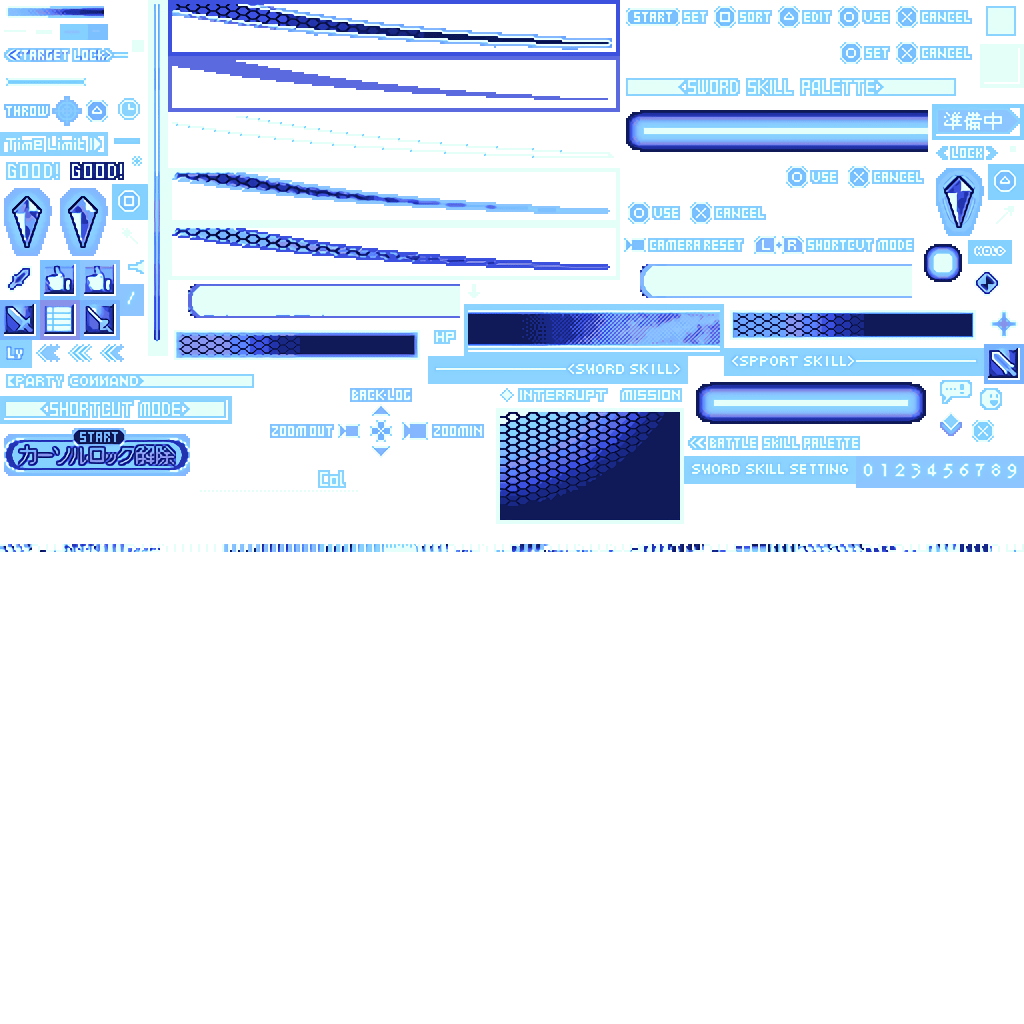 START SET SORT EDIT USE CANCEL
<<TARGET LOCK>>
SET CANCEL
<SWORD SKILL PALETTE>
THROW
準備中
Time Limit
<LOCK>
GOOD! GOOD!
USE CANCEL
USE CANCEL
CAMERA RESET L+R SHORTCUT MODE
HOLD
HP
Lv
<SWORD SKILL>
<SPPORT SKILL>
PARTY COMMAND>
BACK-LOG
INTERRUPT MISSION
<SHORTCUT MODE>
ZOOM OUT ZOOM IN
START
カーソルロック解除
<<BATTLE SKILL PALETTE
SWORD SKILL SETTING 0 1 2 3 4 5 6 7 8 9
Col